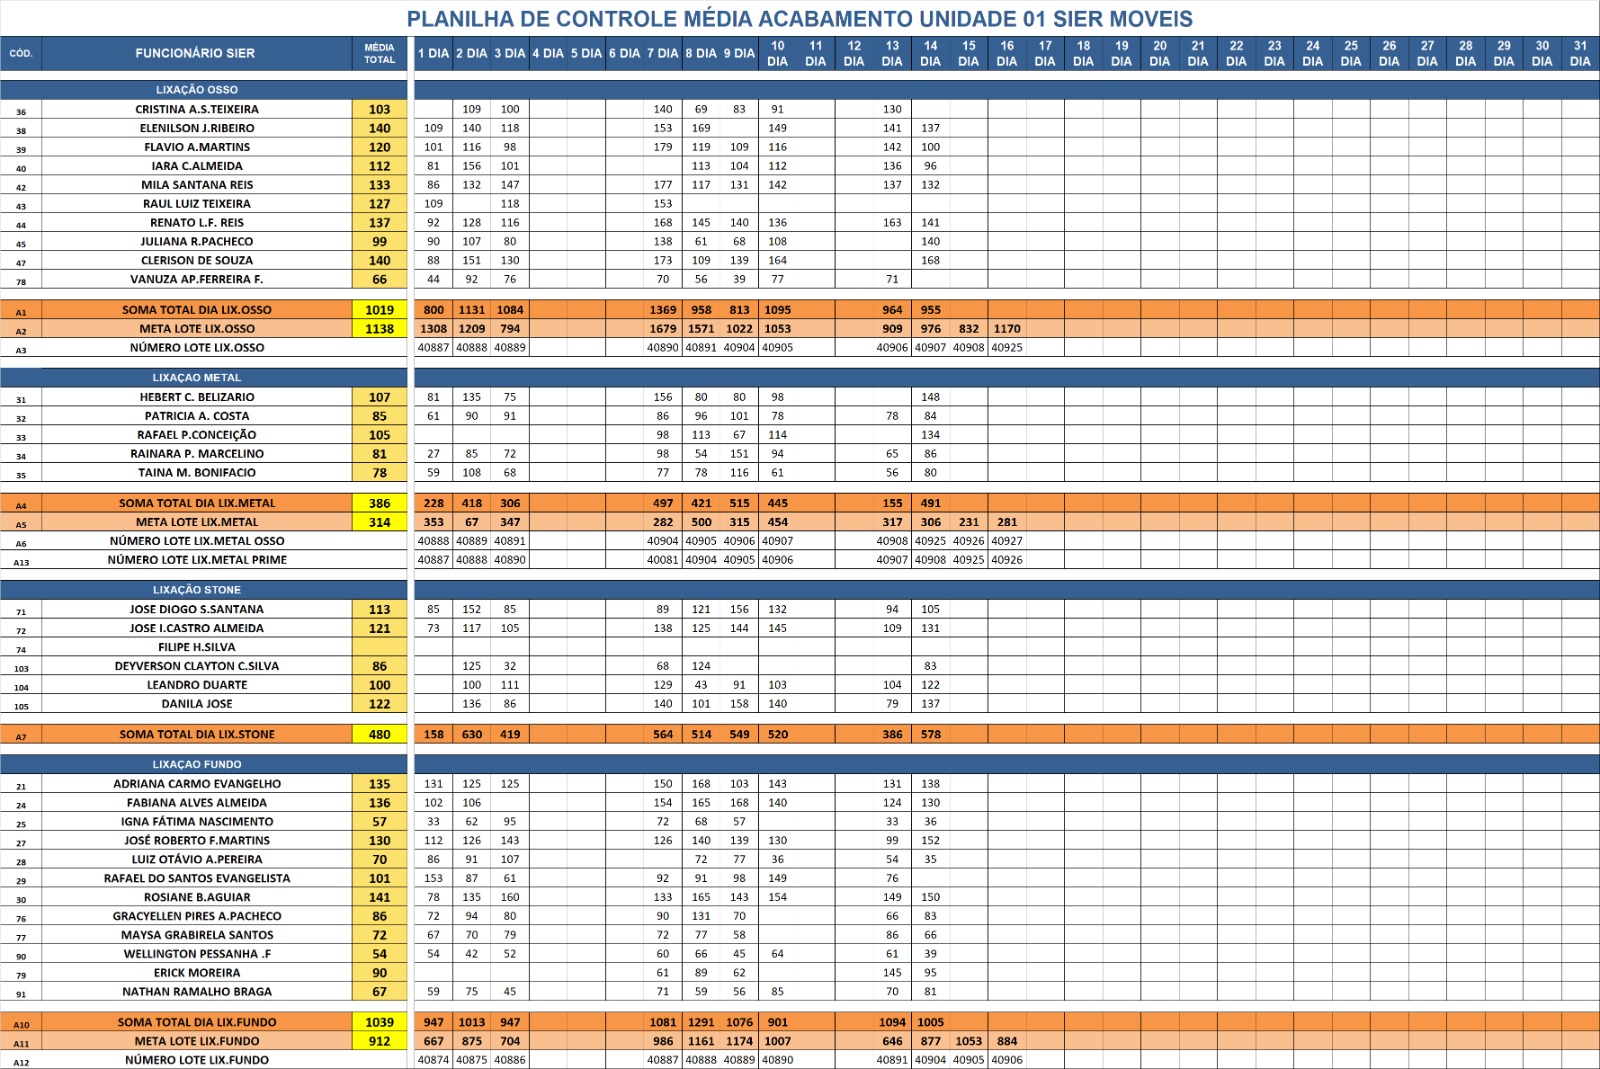 PLANILHA DE CONTROLE MÉDIA ACABAMENTO UNIDADE 01 SIER MOVEIS
CÓD. FUNCIONÁRIO SIER MÉDIA TOTAL 1 DIA 2 DIA 3 DIA 4 DIA 5 DIA 6 DIA 7 DIA 8 DIA 9 DIA 10 DIA 11 DIA 12 DIA 13 DIA 14 DIA 15 DIA 16 DIA 17 DIA 18 DIA 19 DIA 20 DIA 21 DIA 22 DIA 23 DIA 24 DIA 25 DIA 26 DIA 27 DIA 28 DIA 29 DIA 30 DIA 31 DIA
LIXAÇÃO OSSO
36 CRISTINA A.S.TEIXEIRA 103 109 100 140 69 83 91 130
38 ELENILSON J.RIBEIRO 140 109 140 118 153 169 149 141 137
39 FLAVIO A.MARTINS 120 101 116 98 179 119 109 116 142 100
40 IARA C.ALMEIDA 112 81 156 101 113 104 112 136 96
42 MILA SANTANA REIS 133 86 132 147 177 117 131 142 137 132
43 RAUL LUIZ TEIXEIRA 127 109 118 153
44 RENATO L.F. REIS 137 92 128 116 168 145 140 136 163 141
45 JULIANA R.PACHECO 99 90 107 80 138 61 68 108 140
47 CLERISON DE SOUZA 140 88 151 130 173 109 139 164 168
78 VANUZA AP.FERREIRA F. 66 44 92 76 70 56 39 77 71
A1 SOMA TOTAL DIA LIX.OSSO 1019 800 1131 1084 1369 958 813 1095 964 955
A2 META LOTE LIX.OSSO 1138 1308 1209 794 1679 1571 1022 1053 909 976 832 1170
A3 NÚMERO LOTE LIX.OSSO 40887 40888 40889 40890 40891 40904 40905 40906 40907 40908 40925
LIXAÇAO METAL
31 HEBERT C. BELIZARIO 107 81 135 75 156 80 80 98 148
32 PATRICIA A. COSTA 85 61 90 91 86 96 101 78 78 84
33 RAFAEL P.CONCEIÇÃO 105 98 113 67 114 134
34 RAINARA P. MARCELINO 81 27 85 72 98 54 151 94 65 86
35 TAINA M. BONIFACIO 78 59 108 68 77 78 116 61 56 80
A4 SOMA TOTAL DIA LIX.METAL 386 228 418 306 497 421 515 445 155 491
A5 META LOTE LIX.METAL 314 353 67 347 282 500 315 454 317 306 231 281
A6 NÚMERO LOTE LIX.METAL OSSO 40888 40889 40891 40904 40905 40906 40907 40908 40925 40926 40927
A13 NÚMERO LOTE LIX.METAL PRIME 40887 40888 40890 40081 40904 40905 40906 40907 40908 40925 40926
LIXAÇÃO STONE
71 JOSE DIOGO S.SANTANA 113 85 152 85 89 121 156 132 94 105
72 JOSE I.CASTRO ALMEIDA 121 73 117 105 138 125 144 145 109 131
74 FILIPE H.SILVA
103 DEYVERSON CLAYTON C.SILVA 86 125 32 68 124 83
104 LEANDRO DUARTE 100 100 111 129 43 91 103 104 122
105 DANILA JOSE 122 136 86 140 101 158 140 79 137
A7 SOMA TOTAL DIA LIX.STONE 480 158 630 419 564 514 549 520 386 578
LIXAÇAO FUNDO
21 ADRIANA CARMO EVANGELHO 135 131 125 125 150 168 103 143 131 138
24 FABIANA ALVES ALMEIDA 136 102 106 154 165 168 140 124 130
25 IGNA FÁTIMA NASCIMENTO 57 33 62 95 72 68 57 33 36
27 JOSÉ ROBERTO F.MARTINS 130 112 126 143 126 140 139 130 99 152
28 LUIZ OTÁVIO A.PEREIRA 70 86 91 107 72 77 36 54 35
29 RAFAEL DO SANTOS EVANGELISTA 101 153 87 61 92 91 98 149 76
30 ROSIANE B.AGUIAR 141 78 135 160 133 165 143 154 149 150
76 GRACYELLEN PIRES A.PACHECO 86 72 94 80 90 131 70 66 83
77 MAYSA GRABIRELA SANTOS 72 67 70 79 72 77 58 86 66
90 WELLINGTON PESSANHA .F 54 54 42 52 60 66 45 64 61 39
79 ERICK MOREIRA 90 61 89 62 145 95
91 NATHAN RAMALHO BRAGA 67 59 75 45 71 59 56 85 70 81
A10 SOMA TOTAL DIA LIX.FUNDO 1039 947 1013 947 1081 1291 1076 901 1094 1005
A11 META LOTE LIX.FUNDO 912 667 875 704 986 1161 1174 1007 646 877 1053 884
A12 NÚMERO LOTE LIX.FUNDO 40874 40875 40886 40887 40888 40889 40890 40891 40904 40905 40906